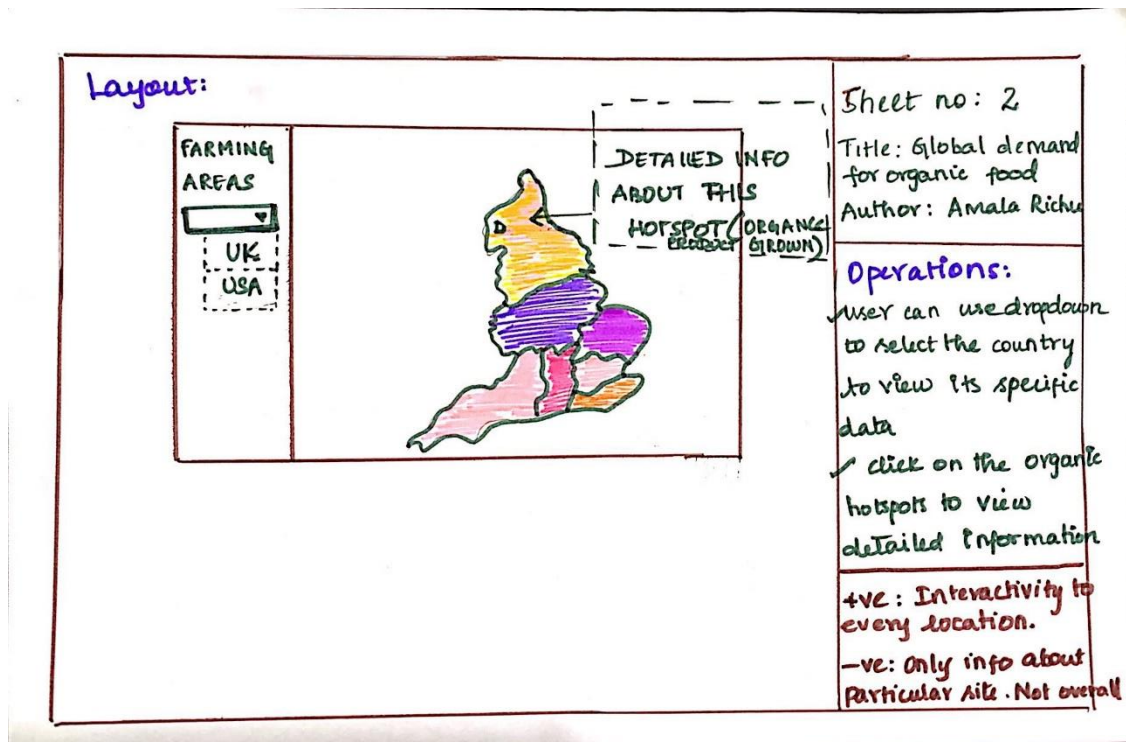 Layout:
FARMING
AREAS
UK
USA
DETAILED INFO
ABOUT THIS
HOTSPOT (ORGANIC
PRODUCT GROWN)
Sheet no: 2
Title: Global demand
for organic food
Author: Amala Richu
Operations:
✓user can use dropdown
to select the country
to view its specific
data
✓ click on the organic
hotspots to view
detailed information
+ve: Interactivity to
every location.
-ve: Only info about
Particular site. Not overall